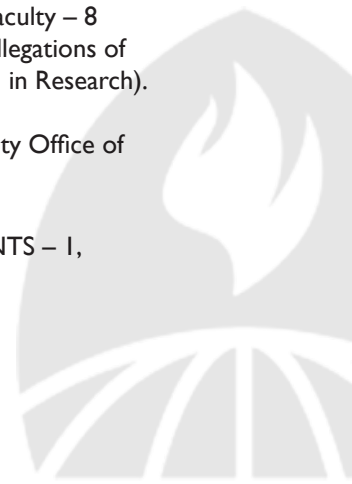 aculty – 8
llegations of
in Research).
ty Office of
NTS – 1,